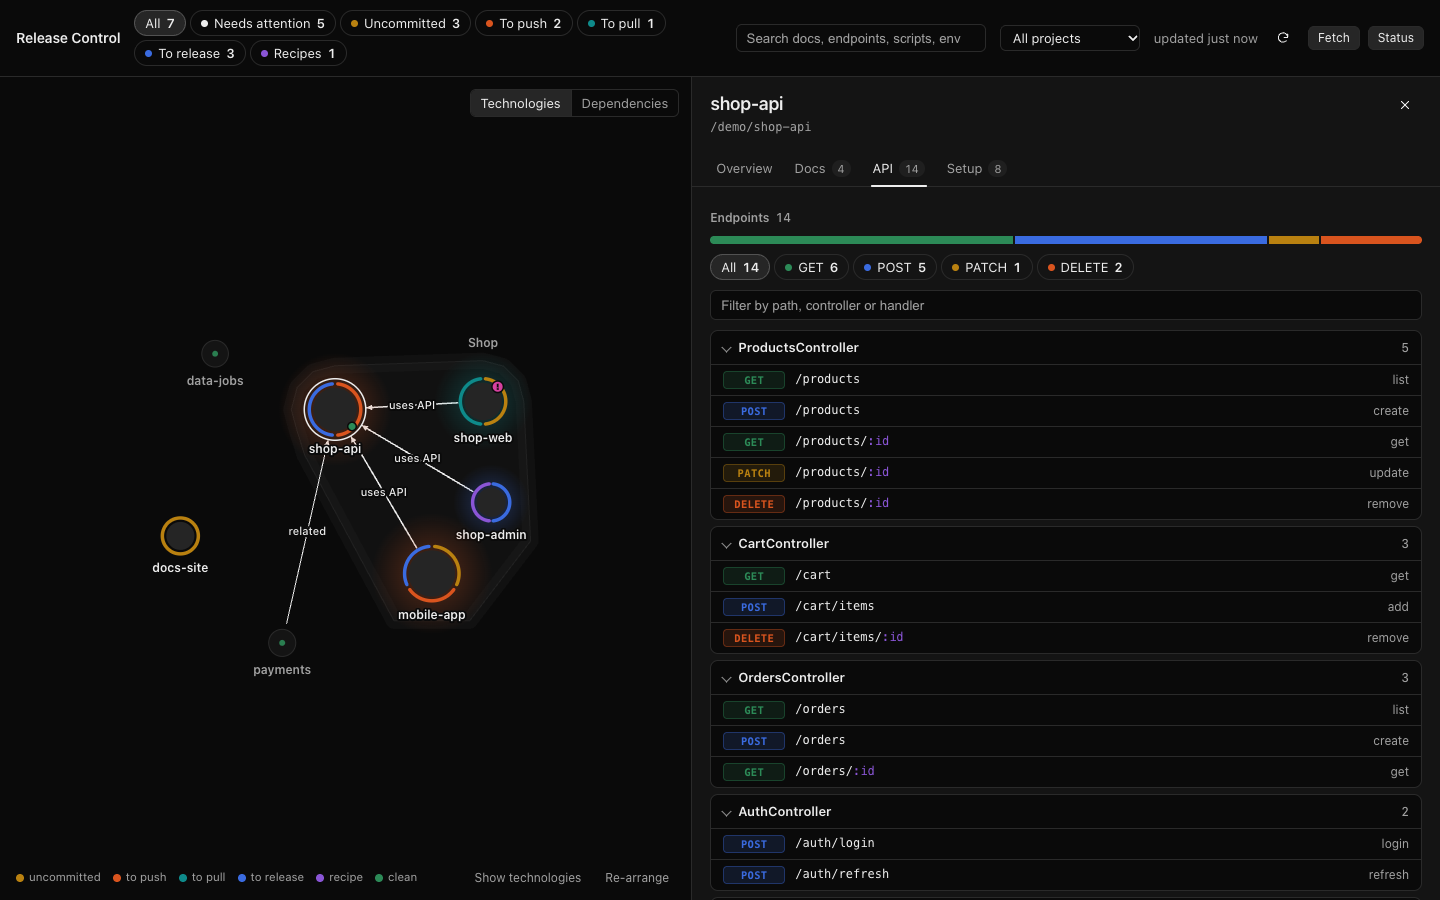 Release Control
All 7
Needs attention 5
Uncommitted 3
To push 2
To pull 1
To release 3
Recipes 1
Search docs, endpoints, scripts, env
All projects
updated just now
Fetch
Status
Technologies
Dependencies
Shop
data-jobs
uses API
shop-web
shop-api
uses API
uses API
related
shop-admin
docs-site
mobile-app
payments
uncommitted
to push
to pull
to release
recipe
clean
Show technologies
Re-arrange
shop-api
/demo/shop-api
Overview
Docs 4
API 14
Setup 8
Endpoints 14
All 14
GET 6
POST 5
PATCH 1
DELETE 2
Filter by path, controller or handler
ProductsController 5
GET /products list
POST /products create
GET /products/:id get
PATCH /products/:id update
DELETE /products/:id remove
CartController 3
GET /cart get
POST /cart/items add
DELETE /cart/items/:id remove
OrdersController 3
GET /orders list
POST /orders create
GET /orders/:id get
AuthController 2
POST /auth/login login
POST /auth/refresh refresh